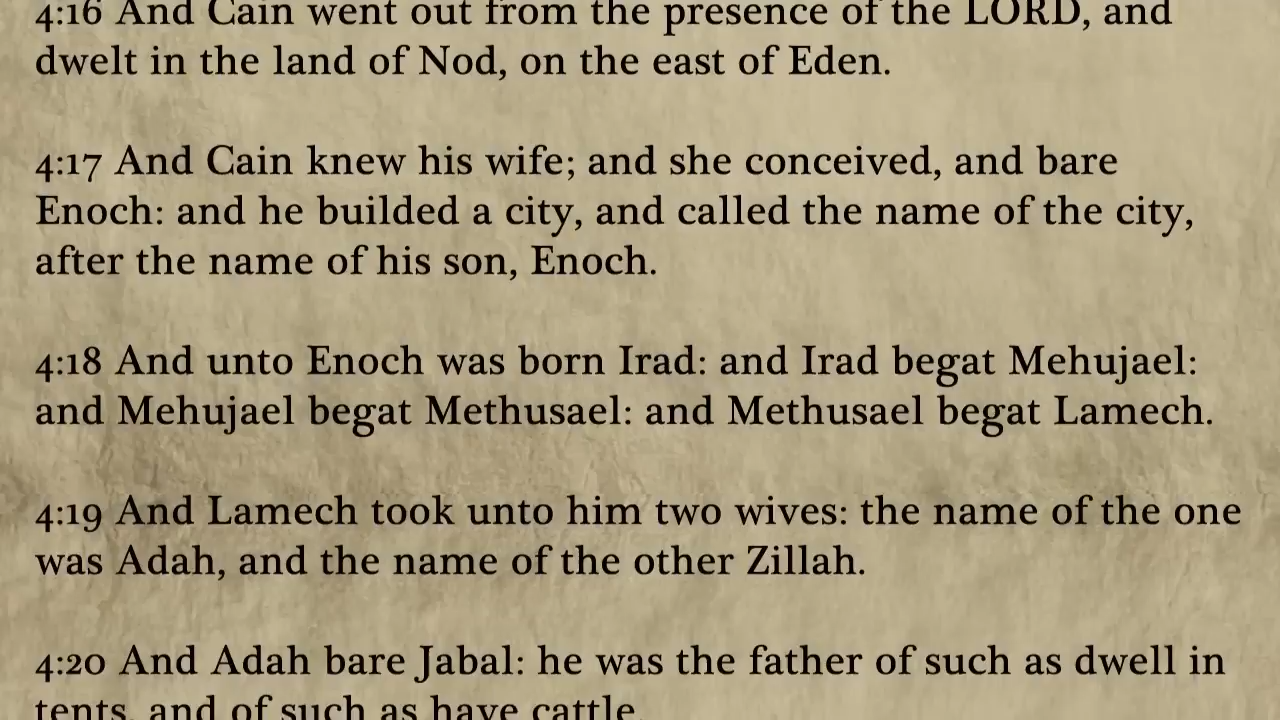 4:16 And Cain went out from the presence of the LORD, and
dwelt in the land of Nod, on the east of Eden.
4:17 And Cain knew his wife; and she conceived, and bare
Enoch: and he builded a city, and called the name of the city,
after the name of his son, Enoch.
4:18 And unto Enoch was born Irad: and Irad begat Mehujael:
and Mehujael begat Methusael: and Methusael begat Lamech.
4:19 And Lamech took unto him two wives: the name of the one
was Adah, and the name of the other Zillah.
4:20 And Adah bare Jabal: he was the father of such as dwell in
tents, and of such as have cattle.